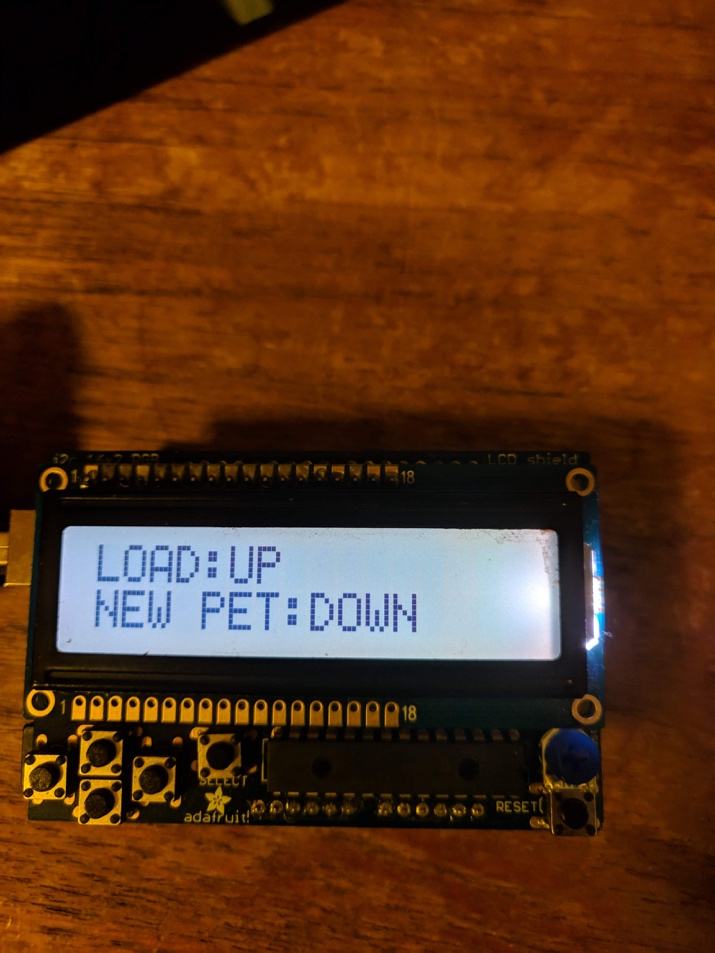 LCD shield
1 18
LOAD:UP
NEW PET:DOWN
1 18
SELECT
RESET
adafruit